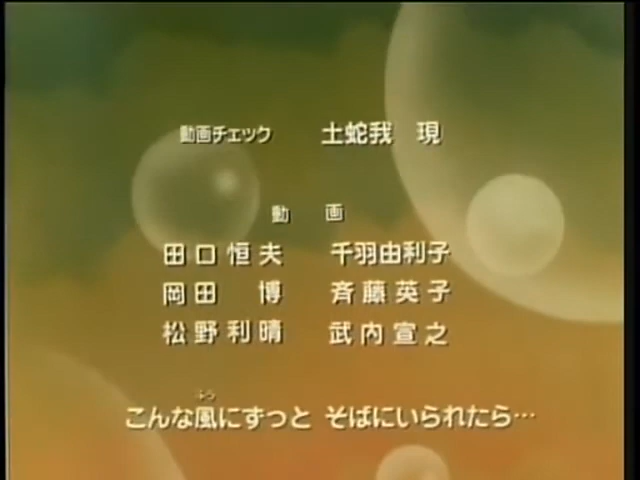 動画チェック 土蛇我 現
動 画
田口恒夫 千羽由利子
岡田 博 斉藤英子
松野利晴 武内宣之
ふう
こんな風にずっと そばにいられたら…